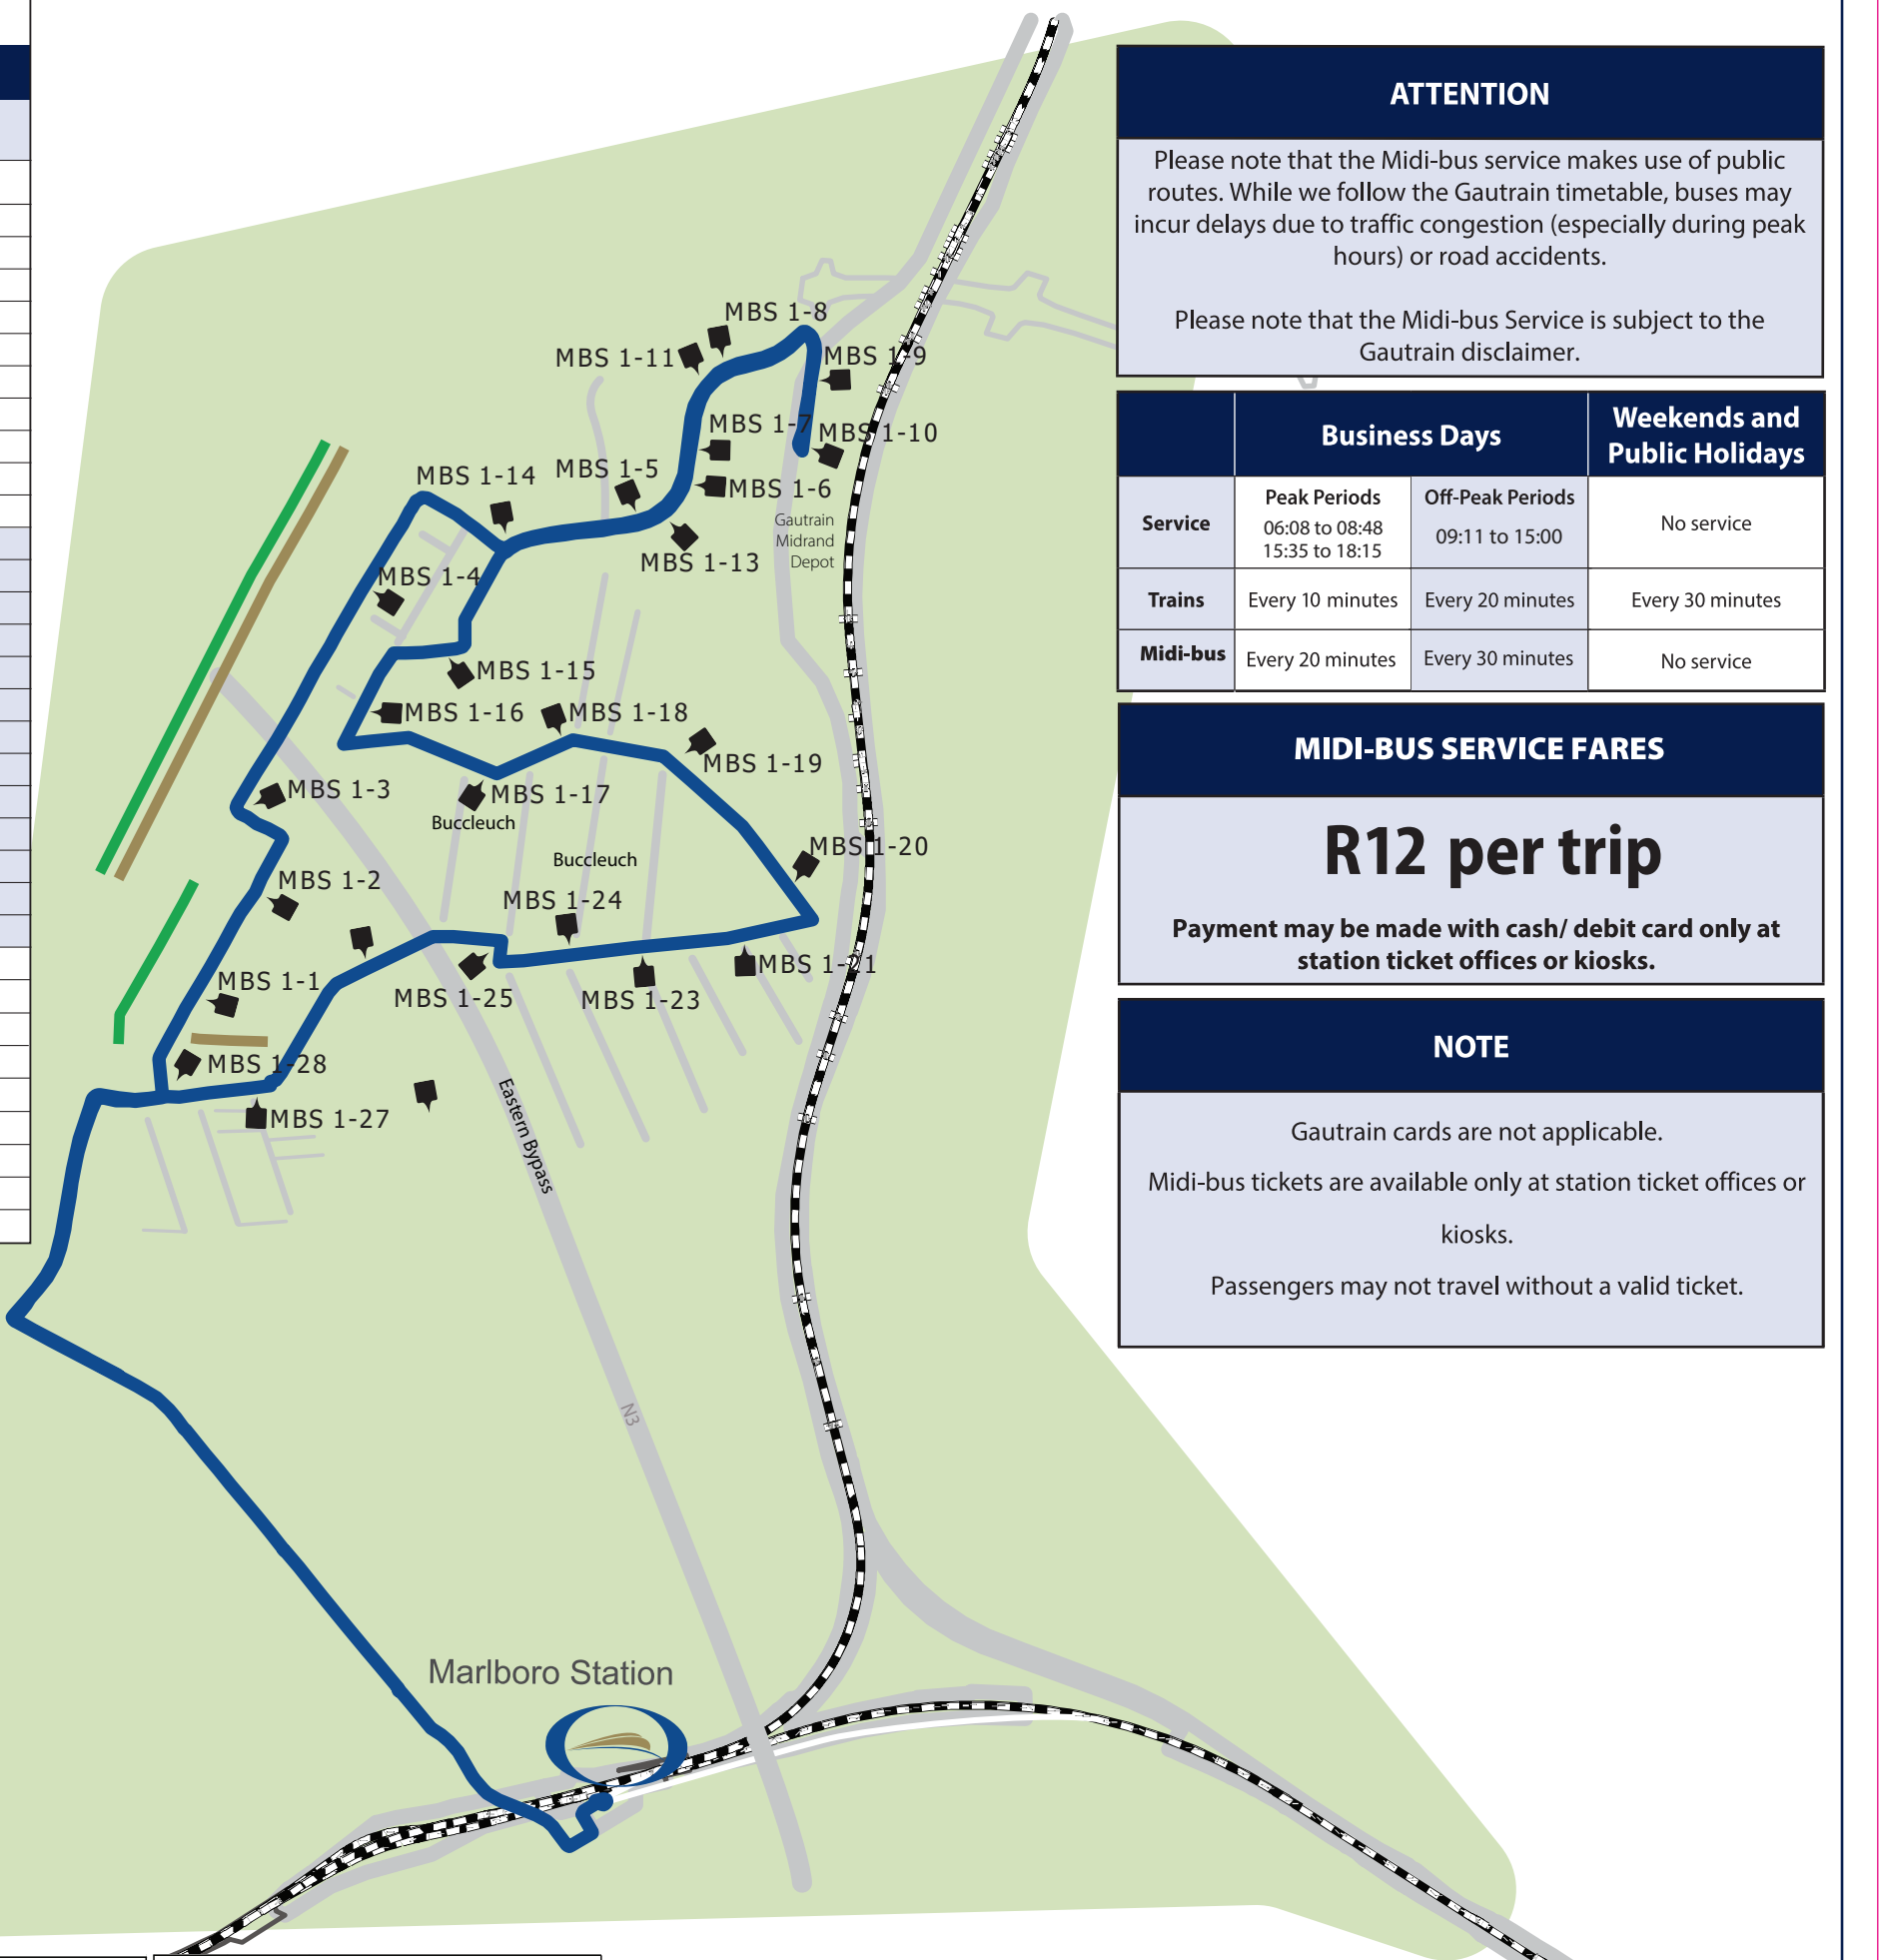 MBS 1-8
MBS 1-11
MBS 1-9
MBS 1-7
MBS 1-10
MBS 1-14
MBS 1-5
MBS 1-6
Gautrain
Midrand
Depot
MBS 1-13
MBS 1-4
MBS 1-15
MBS 1-16
MBS 1-18
MBS 1-19
MBS 1-3
MBS 1-17
Buccleuch
MBS 1-20
Buccleuch
MBS 1-2
MBS 1-24
MBS 1-21
MBS 1-1
MBS 1-25
MBS 1-23
MBS 1-28
MBS 1-27
Eastern Bypass
N3
Marlboro Station
ATTENTION
Please note that the Midi-bus service makes use of public
routes. While we follow the Gautrain timetable, buses may
incur delays due to traffic congestion (especially during peak
hours) or road accidents.
Please note that the Midi-bus Service is subject to the
Gautrain disclaimer.
Business Days
Weekends and
Public Holidays
Service
Peak Periods
06:08 to 08:48
15:35 to 18:15
Off-Peak Periods
09:11 to 15:00
No service
Trains
Every 10 minutes
Every 20 minutes
Every 30 minutes
Midi-bus
Every 20 minutes
Every 30 minutes
No service
MIDI-BUS SERVICE FARES
R12 per trip
Payment may be made with cash/ debit card only at
station ticket offices or kiosks.
NOTE
Gautrain cards are not applicable.
Midi-bus tickets are available only at station ticket offices or
kiosks.
Passengers may not travel without a valid ticket.